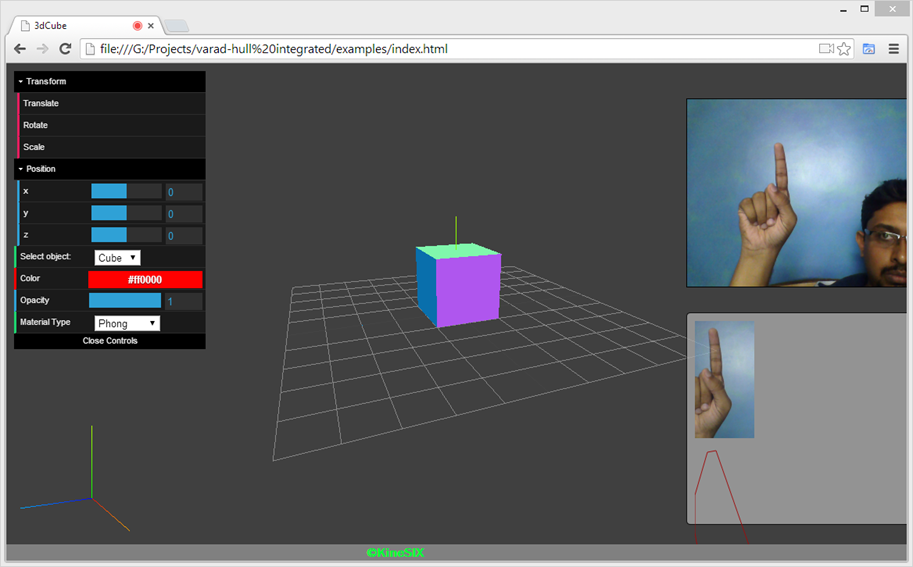 3dCube
file:///G:/Projects/varad-hull%20integrated/examples/index.html
Transform
Translate
Rotate
Scale
Position
x 0
y 0
z 0
Select object: Cube
Color #ff0000
Opacity 1
Material Type Phong
Close Controls
©KineSIX